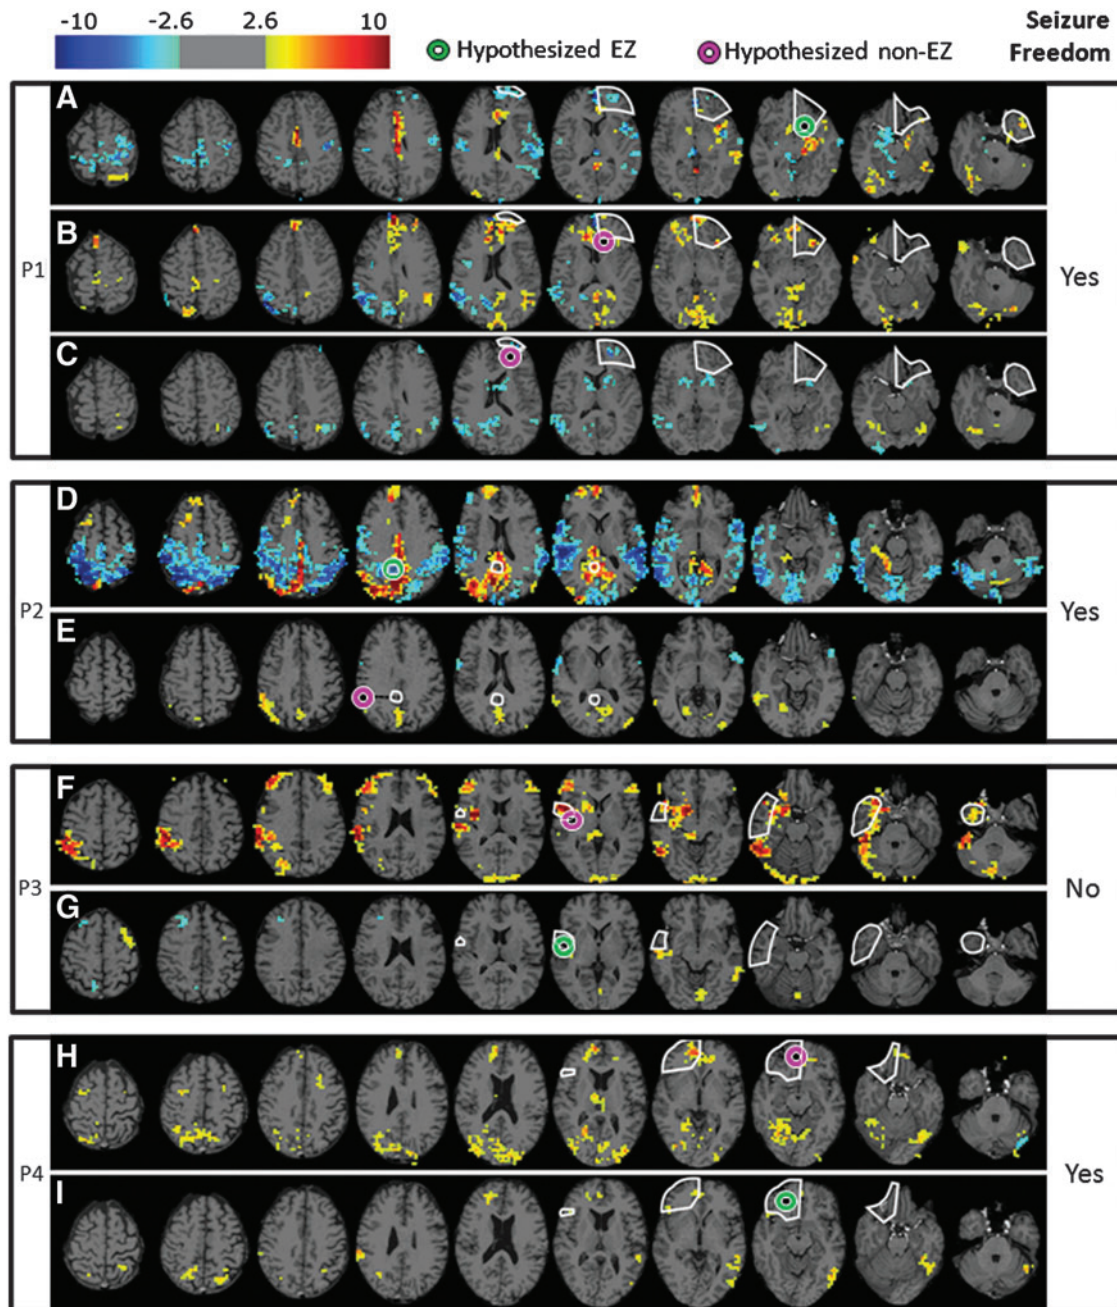 -10 -2.6 2.6 10
Hypothesized EZ
Hypothesized non-EZ
Seizure
Freedom
P1
A
B
C
Yes
P2
D
E
Yes
P3
F
G
No
P4
H
I
Yes